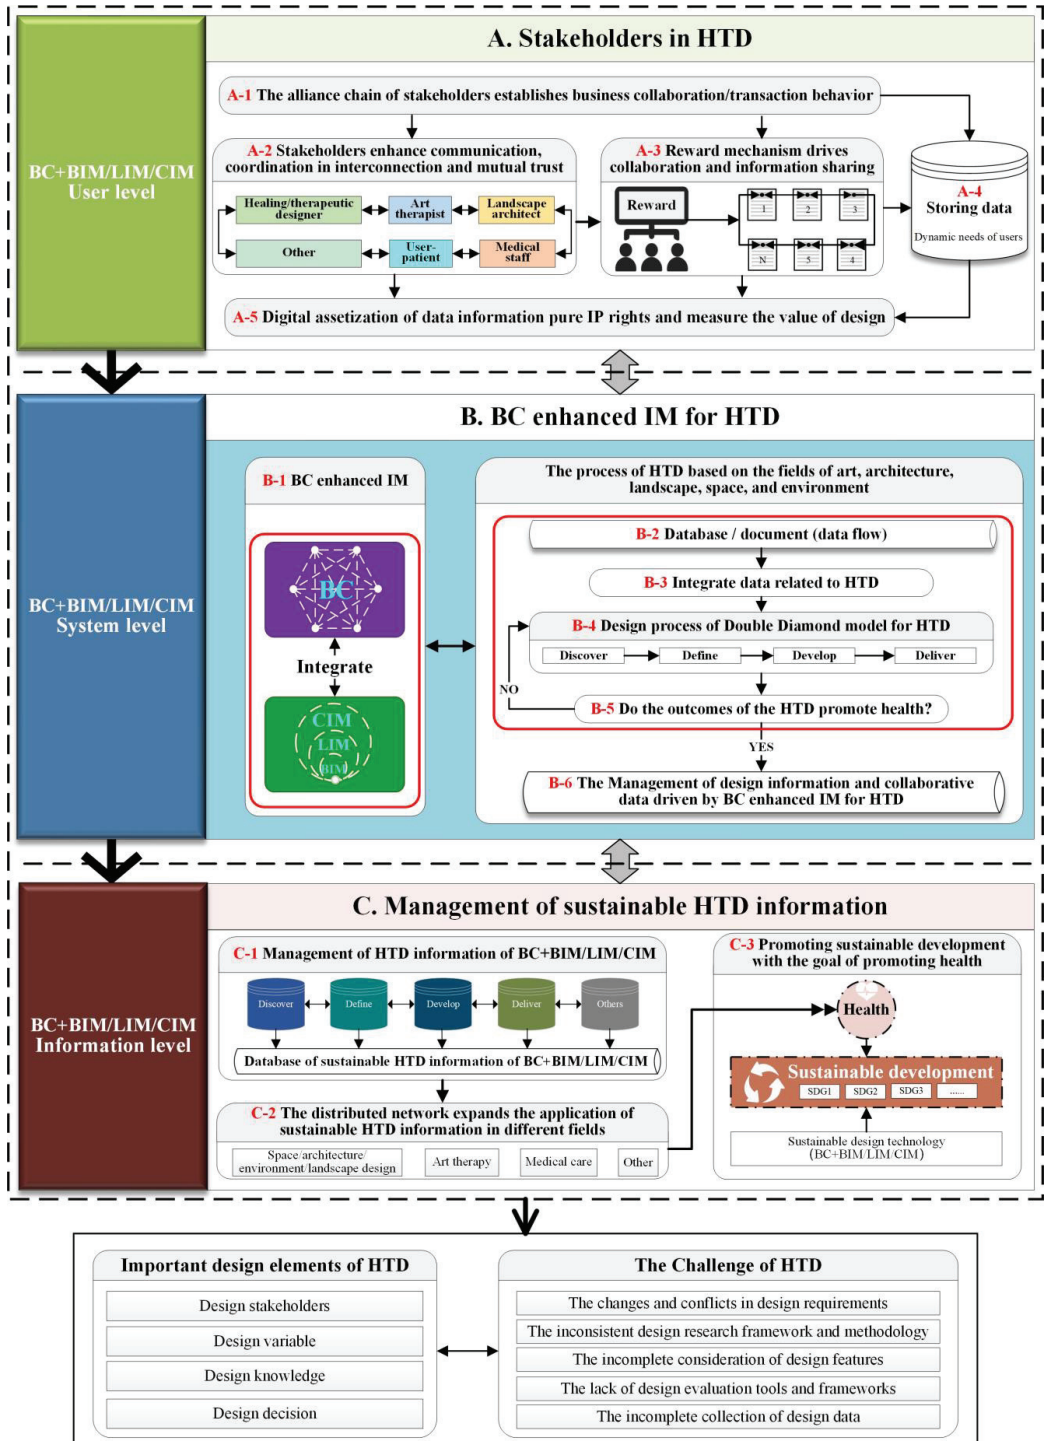 A. Stakeholders in HTD
BC+BIM/LIM/CIM
User level
A-1 The alliance chain of stakeholders establishes business collaboration/transaction behavior
A-2 Stakeholders enhance communication,
coordination in interconnection and mutual trust
Healing/therapeutic
designer
Art
therapist
Landscape
architect
Other
User-
patient
Medical
staff
A-3 Reward mechanism drives
collaboration and information sharing
Reward
1
2
3
N
5
4
A-4
Storing data
Dynamic needs of users
A-5 Digital assetization of data information pure IP rights and measure the value of design
B. BC enhanced IM for HTD
BC+BIM/LIM/CIM
System level
B-1 BC enhanced IM
BC
Integrate
CIM
LIM
BIM
The process of HTD based on the fields of art, architecture,
landscape, space, and environment
B-2 Database / document (data flow)
B-3 Integrate data related to HTD
B-4 Design process of Double Diamond model for HTD
Discover
Define
Develop
Deliver
NO
B-5 Do the outcomes of the HTD promote health?
YES
B-6 The Management of design information and collaborative
data driven by BC enhanced IM for HTD
C. Management of sustainable HTD information
BC+BIM/LIM/CIM
Information level
C-1 Management of HTD information of BC+BIM/LIM/CIM
Discover
Define
Develop
Deliver
Others
Database of sustainable HTD information of BC+BIM/LIM/CIM
C-2 The distributed network expands the application of
sustainable HTD information in different fields
Space/architecture/
environment/landscape design
Art therapy
Medical care
Other
C-3 Promoting sustainable development
with the goal of promoting health
Health
Sustainable development
SDG1
SDG2
SDG3
......
Sustainable design technology
(BC+BIM/LIM/CIM)
Important design elements of HTD
Design stakeholders
Design variable
Design knowledge
Design decision
The Challenge of HTD
The changes and conflicts in design requirements
The inconsistent design research framework and methodology
The incomplete consideration of design features
The lack of design evaluation tools and frameworks
The incomplete collection of design data